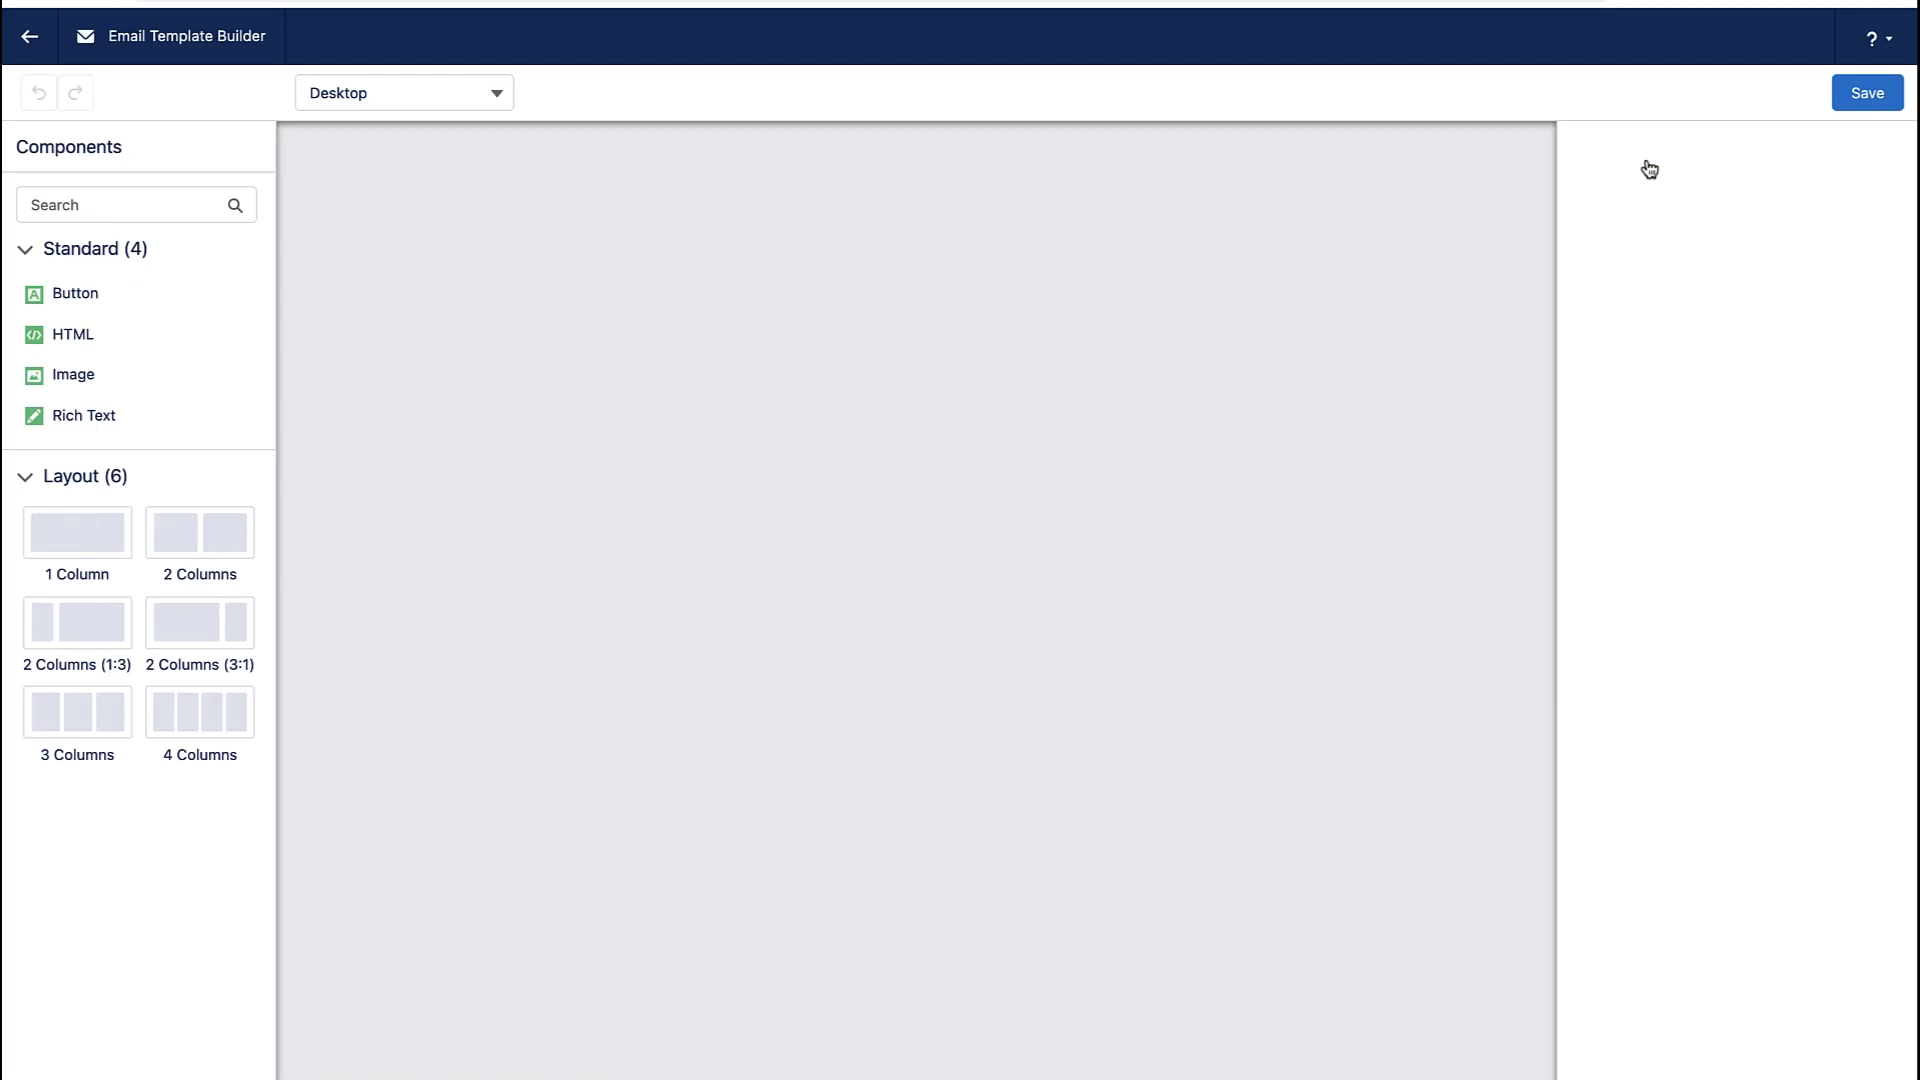 Email Template Builder
?
Desktop
Save
Components
Search
Standard (4)
Button
HTML
Image
Rich Text
Layout (6)
1 Column
2 Columns
2 Columns (1:3)
2 Columns (3:1)
3 Columns
4 Columns